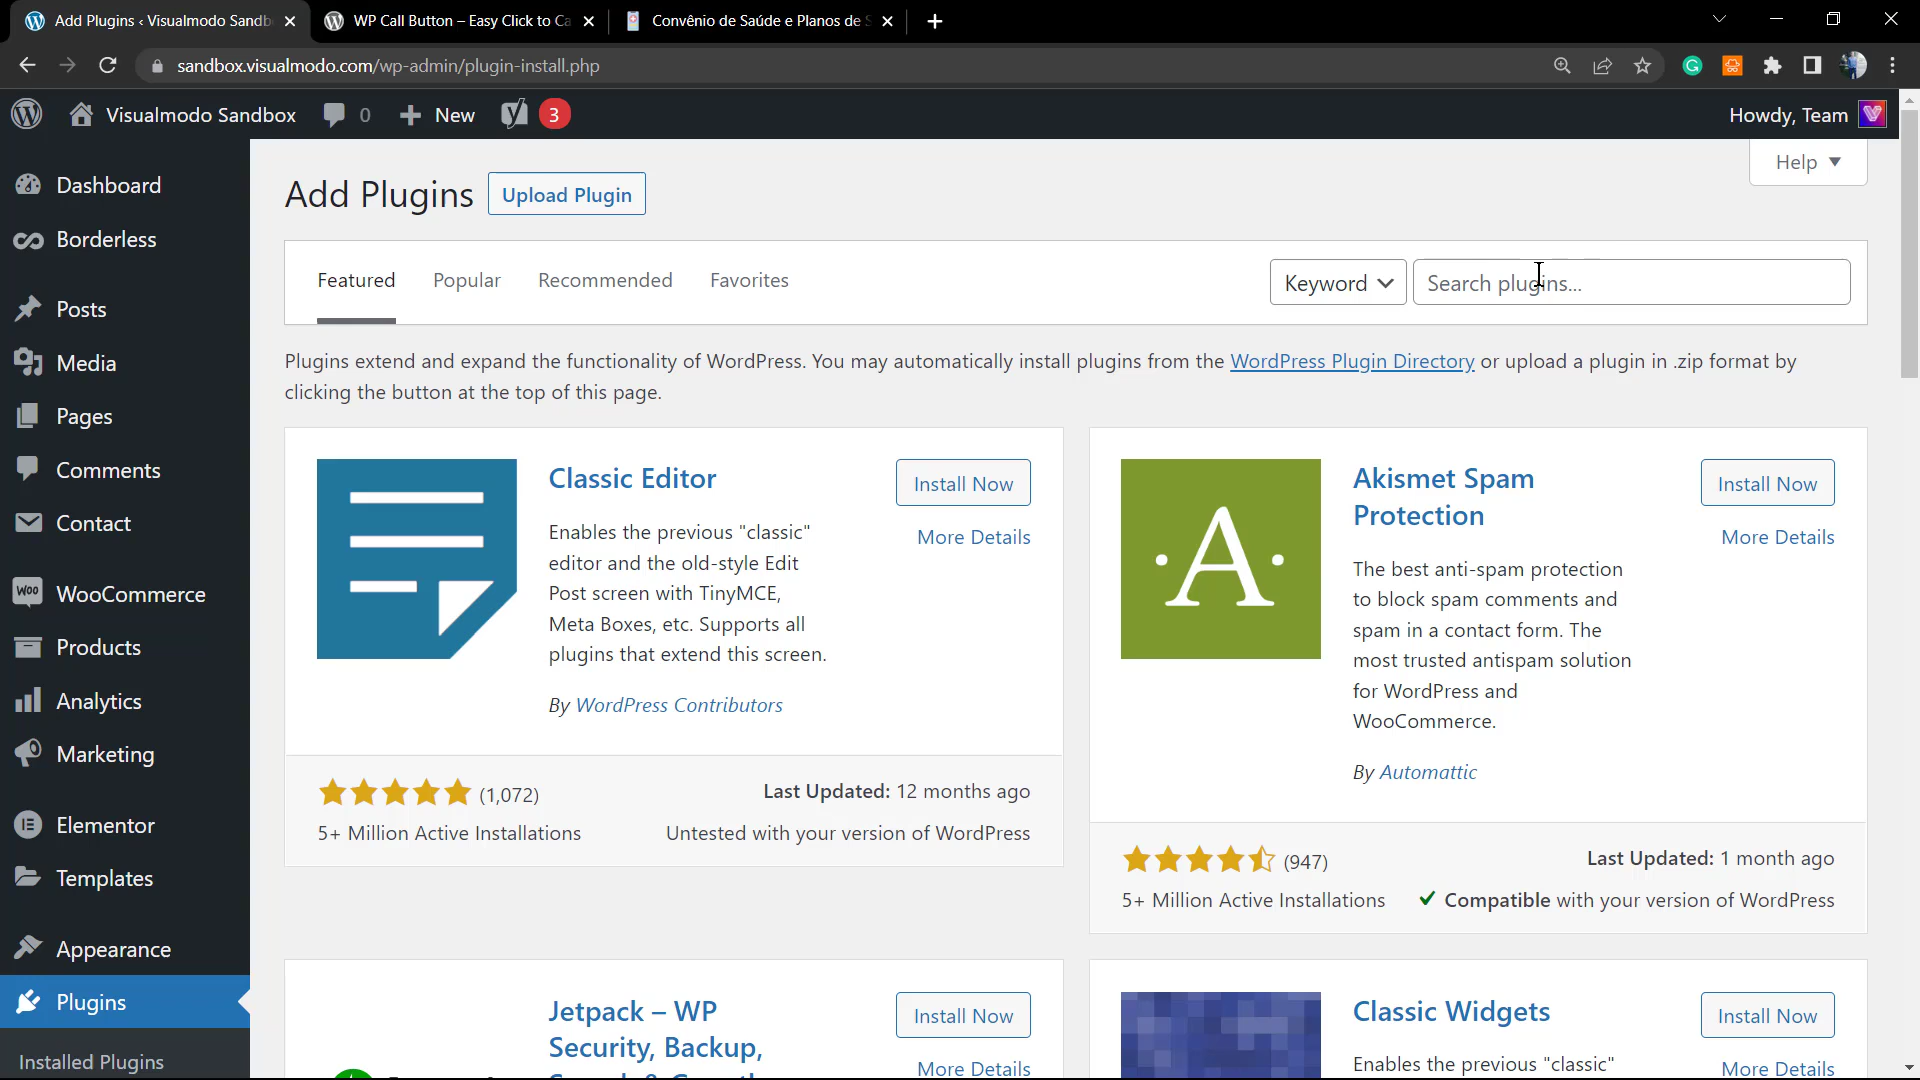 Add Plugins ‹ Visualmodo Sandb
WP Call Button – Easy Click to Ca
Convênio de Saúde e Planos de S
sandbox.visualmodo.com/wp-admin/plugin-install.php
Visualmodo Sandbox
0
New
3
Howdy, Team
Dashboard
Borderless
Posts
Media
Pages
Comments
Contact
WooCommerce
Products
Analytics
Marketing
Elementor
Templates
Appearance
Plugins
Installed Plugins
Help
Add Plugins
Upload Plugin
Featured
Popular
Recommended
Favorites
Keyword
Search plugins...
Plugins extend and expand the functionality of WordPress. You may automatically install plugins from the WordPress Plugin Directory or upload a plugin in .zip format by
clicking the button at the top of this page.
Classic Editor
Install Now
More Details
Enables the previous "classic"
editor and the old-style Edit
Post screen with TinyMCE,
Meta Boxes, etc. Supports all
plugins that extend this screen.
By WordPress Contributors
(1,072)
Last Updated: 12 months ago
5+ Million Active Installations
Untested with your version of WordPress
A
Akismet Spam
Protection
Install Now
More Details
The best anti-spam protection
to block spam comments and
spam in a contact form. The
most trusted antispam solution
for WordPress and
WooCommerce.
By Automattic
(947)
Last Updated: 1 month ago
5+ Million Active Installations
Compatible with your version of WordPress
Jetpack – WP
Security, Backup,
Install Now
More Details
Classic Widgets
Install Now
More Details
Enables the previous "classic"